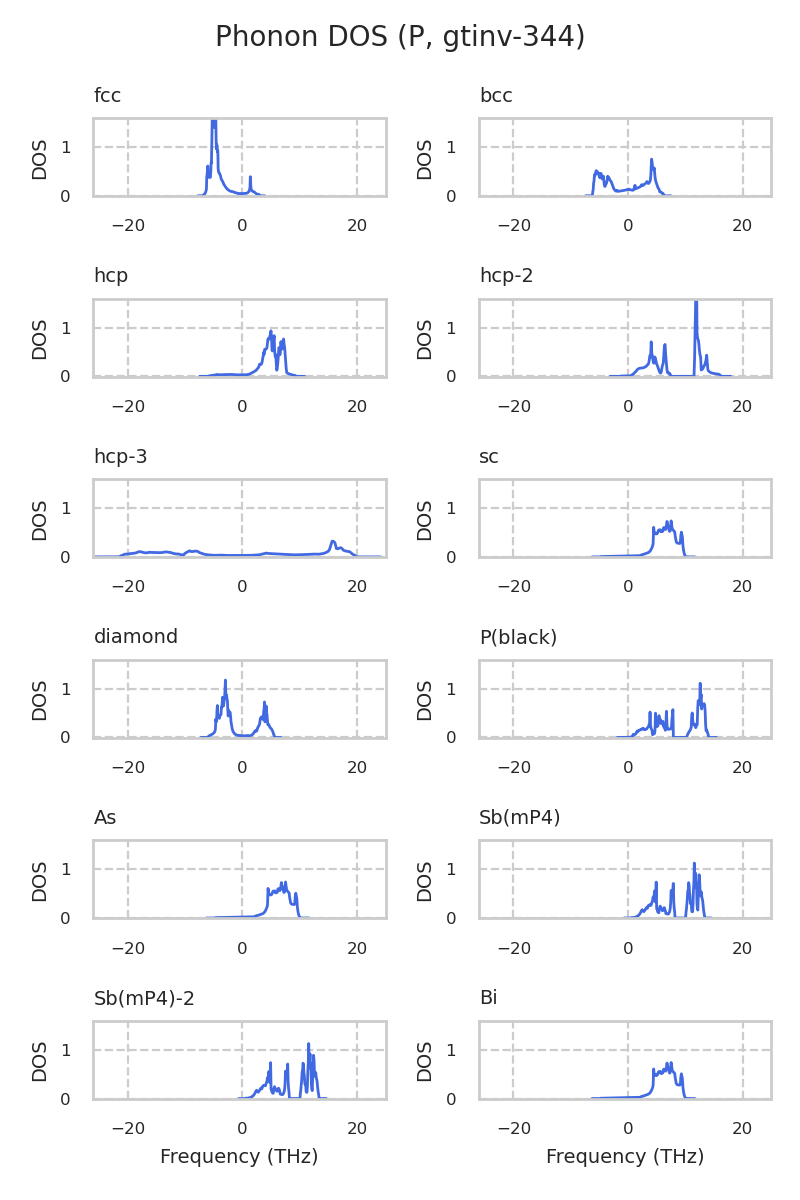 Phonon DOS (P, gtinv-344)
fcc
bcc
DOS
1
0
−20
0
20
DOS
1
0
−20
0
20
hcp
hcp-2
DOS
1
0
−20
0
20
DOS
1
0
−20
0
20
hcp-3
sc
DOS
1
0
−20
0
20
DOS
1
0
−20
0
20
diamond
P(black)
DOS
1
0
−20
0
20
DOS
1
0
−20
0
20
As
Sb(mP4)
DOS
1
0
−20
0
20
DOS
1
0
−20
0
20
Sb(mP4)-2
Bi
DOS
1
0
−20
0
20
DOS
1
0
−20
0
20
Frequency (THz)
Frequency (THz)